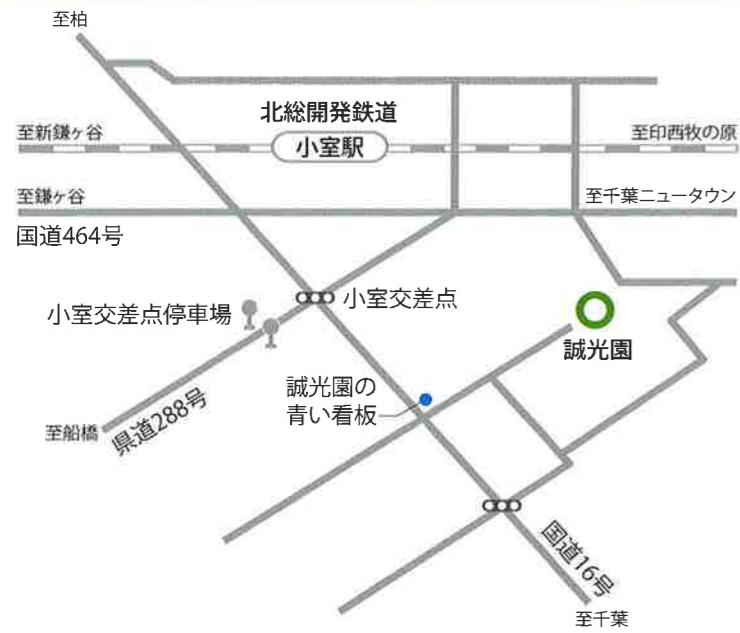 至柏
北総開発鉄道
至新鎌ヶ谷
小室駅
至印西牧の原
至鎌ヶ谷
至千葉ニュータウン
国道464号
小室交差点停車場
小室交差点
誠光園
誠光園の
青い看板
至船橋
県道288号
国道16号
至千葉